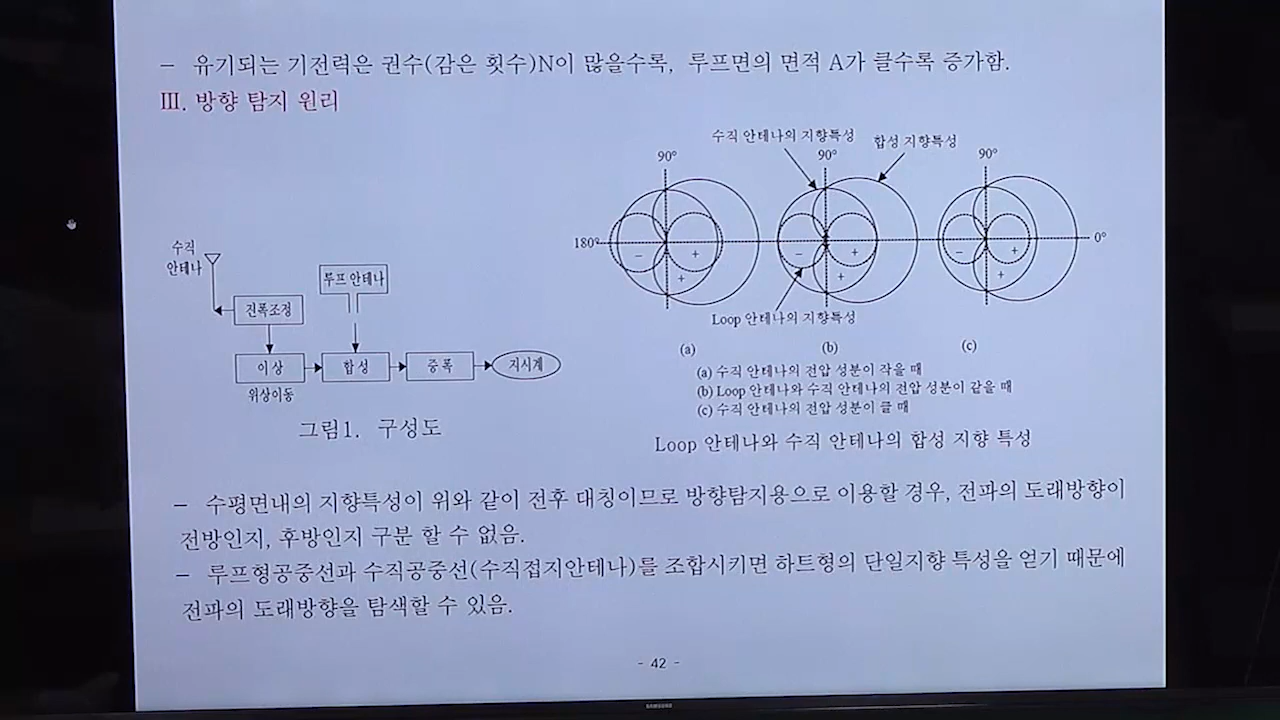 - 유기되는 기전력은 권수(감은 횟수)N이 많을수록, 루프면의 면적 A가 클수록 증가함.
Ⅲ. 방향 탐지 원리
수직 안테나의 지향특성
합성 지향특성
90°
90°
90°
180°
0°
- + +
- + +
- + +
Loop 안테나의 지향특성
(a)
(b)
(c)
(a) 수직 안테나의 전압 성분이 작을 때
(b) Loop 안테나와 수직 안테나의 전압 성분이 같을 때
(c) 수직 안테나의 전압 성분이 클 때
Loop 안테나와 수직 안테나의 합성 지향 특성
수직
안테나
루프 안테나
진폭조정
이상
합성
증폭
지시계
위상이동
그림1. 구성도
- 수평면내의 지향특성이 위와 같이 전후 대칭이므로 방향탐지용으로 이용할 경우, 전파의 도래방향이
전방인지, 후방인지 구분 할 수 없음.
- 루프형공중선과 수직공중선(수직접지안테나)를 조합시키면 하트형의 단일지향 특성을 얻기 때문에
전파의 도래방향을 탐색할 수 있음.
- 42 -
SAMSUNG